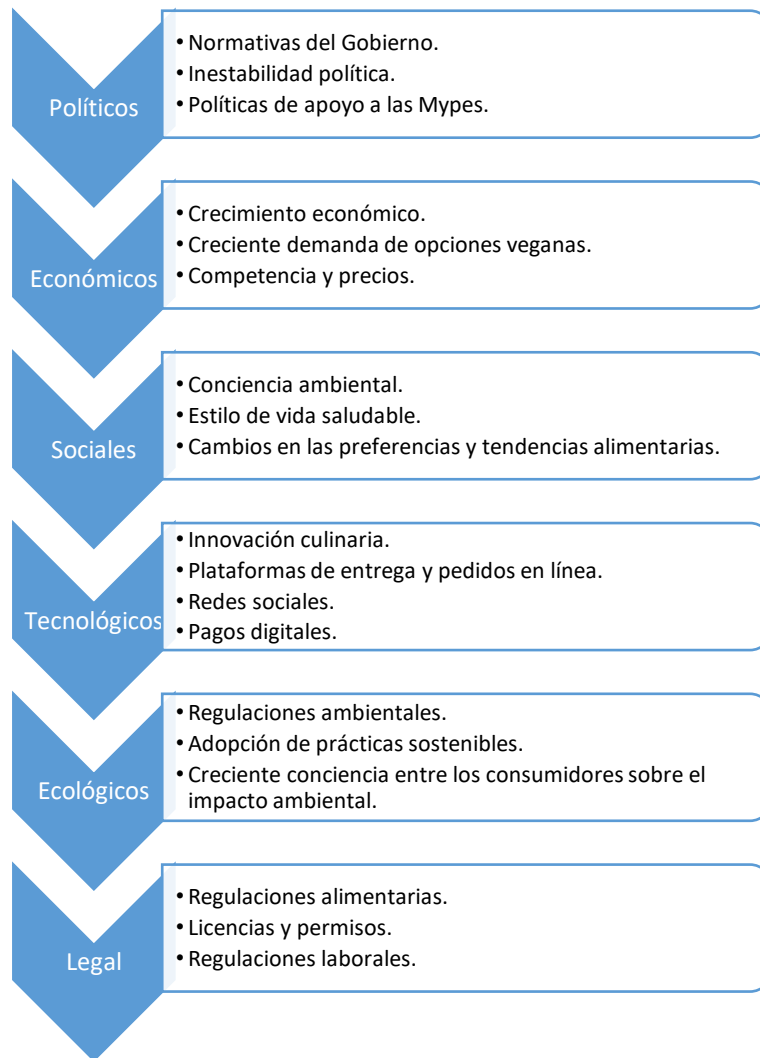 Políticos
• Normativas del Gobierno.
• Inestabilidad política.
• Políticas de apoyo a las Mypes.
Económicos
• Crecimiento económico.
• Creciente demanda de opciones veganas.
• Competencia y precios.
Sociales
• Conciencia ambiental.
• Estilo de vida saludable.
• Cambios en las preferencias y tendencias alimentarias.
Tecnológicos
• Innovación culinaria.
• Plataformas de entrega y pedidos en línea.
• Redes sociales.
• Pagos digitales.
Ecológicos
• Regulaciones ambientales.
• Adopción de prácticas sostenibles.
• Creciente conciencia entre los consumidores sobre el
impacto ambiental.
Legal
• Regulaciones alimentarias.
• Licencias y permisos.
• Regulaciones laborales.